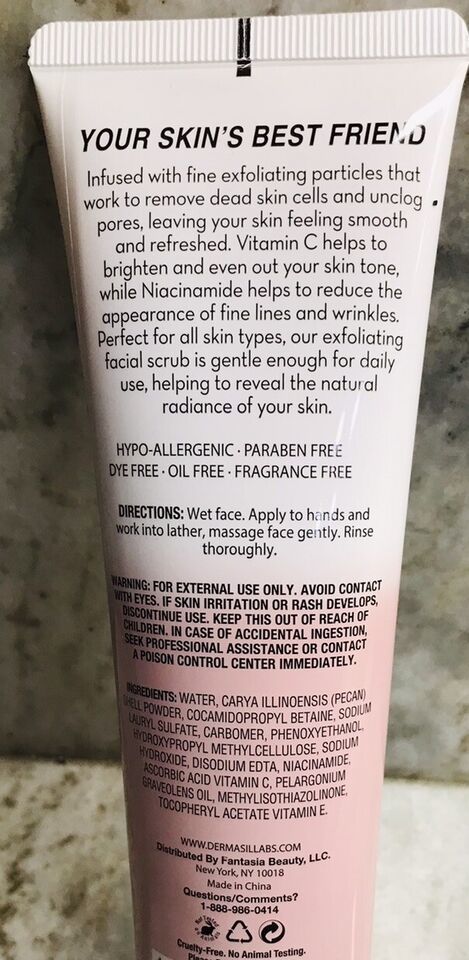 YOUR SKIN'S BEST FRIEND
Infused with fine exfoliating particles that
work to remove dead skin cells and unclog
pores, leaving your skin feeling smooth
and refreshed. Vitamin C helps to
brighten and even out your skin tone,
while Niacinamide helps to reduce the
appearance of fine lines and wrinkles.
Perfect for all skin types, our exfoliating
facial scrub is gentle enough for daily
use, helping to reveal the natural
radiance of your skin.
HYPO-ALLERGENIC · PARABEN FREE
DYE FREE · OIL FREE · FRAGRANCE FREE
DIRECTIONS: Wet face. Apply to hands and
work into lather, massage face gently. Rinse
thoroughly.
WARNING: FOR EXTERNAL USE ONLY. AVOID CONTACT
WITH EYES. IF SKIN IRRITATION OR RASH DEVELOPS,
DISCONTINUE USE. KEEP THIS OUT OF REACH OF
CHILDREN. IN CASE OF ACCIDENTAL INGESTION,
SEEK PROFESSIONAL ASSISTANCE OR CONTACT
A POISON CONTROL CENTER IMMEDIATELY.
INGREDIENTS: WATER, CARYA ILLINOENSIS (PECAN)
SHELL POWDER, COCAMIDOPROPYL BETAINE, SODIUM
LAURYL SULFATE, CARBOMER, PHENOXYETHANOL,
HYDROXYPROPYL METHYLCELLULOSE, SODIUM
HYDROXIDE, DISODIUM EDTA, NIACINAMIDE,
ASCORBIC ACID VITAMIN C, PELARGONIUM
GRAVEOLENS OIL, METHYLISOTHIAZOLINONE,
TOCOPHERYL ACETATE VITAMIN E.
WWW.DERMASILLABS.COM
Distributed By Fantasia Beauty, LLC.
New York, NY 10018
Made in China
Questions/Comments?
1-888-986-0414
Cruelty-Free. No Animal Testing.